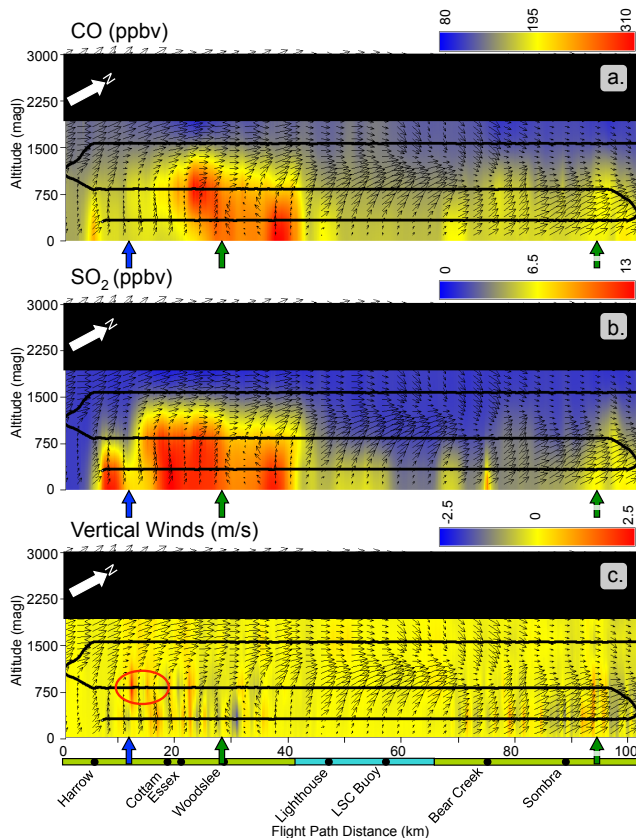 CO (ppbv)
80
195
310
3000
2250
1500
750
0
Altitude (magl)
N
a.
SO2 (ppbv)
0
6.5
13
3000
2250
1500
750
0
Altitude (magl)
N
b.
Vertical Winds (m/s)
-2.5
0
2.5
3000
2250
1500
750
0
Altitude (magl)
N
c.
0 20 40 60 80 100
Harrow
Cottam
Essex
Woodslee
Lighthouse
LSC Buoy
Bear Creek
Sombra
Flight Path Distance (km)